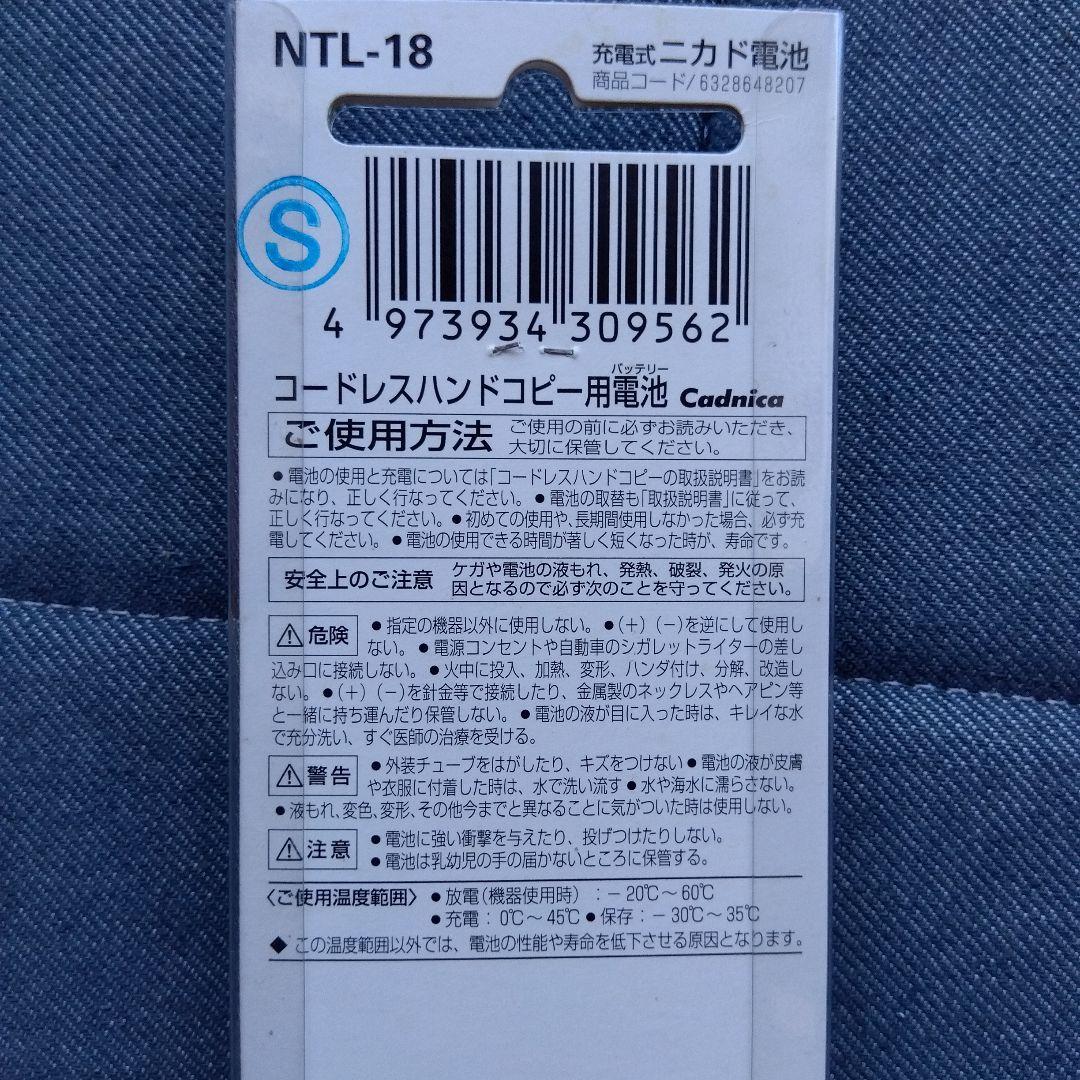 NTL-18
充電式ニカド電池
商品コード/6328648207
S
4 973934 309562
バッテリー
コードレスハンドコピー用電池 Cadnica
ご使用方法 ご使用の前に必ずお読みいただき、
大切に保管してください。
●電池の使用と充電については「コードレスハンドコピーの取扱説明書」をお読
みになり、正しく行なってください。●電池の取替も「取扱説明書」に従って、
正しく行なってください。●初めての使用や、長期間使用しなかった場合、必ず充
電してください。●電池の使用できる時間が著しく短くなった時が、寿命です。
安全上のご注意 ケガや電池の液もれ、発熱、破裂、発火の原
因となるので必ず次のことを守ってください。
⚠危険 ●指定の機器以外に使用しない。●(+)(−)を逆にして使用し
ない。●電源コンセントや自動車のシガレットライターの差し
込み口に接続しない。●火中に投入、加熱、変形、ハンダ付け、分解、改造し
ない。●(+)(−)を針金等で接続したり、金属製のネックレスやヘアピン等
と一緒に持ち運んだり保管しない。●電池の液が目に入った時は、キレイな水
で充分洗い、すぐ医師の治療を受ける。
⚠警告 ●外装チューブをはがしたり、キズをつけない●電池の液が皮膚
や衣服に付着した時は、水で洗い流す●水や海水に濡らさない。
●液もれ、変色、変形、その他今までと異なることに気がついた時は使用しない。
⚠注意 ●電池に強い衝撃を与えたり、投げつけたりしない。
●電池は乳幼児の手の届かないところに保管する。
〈ご使用温度範囲〉●放電(機器使用時):−20℃〜60℃
●充電:0℃〜45℃●保存:−30℃〜35℃
◆この温度範囲以外では、電池の性能や寿命を低下させる原因となります。